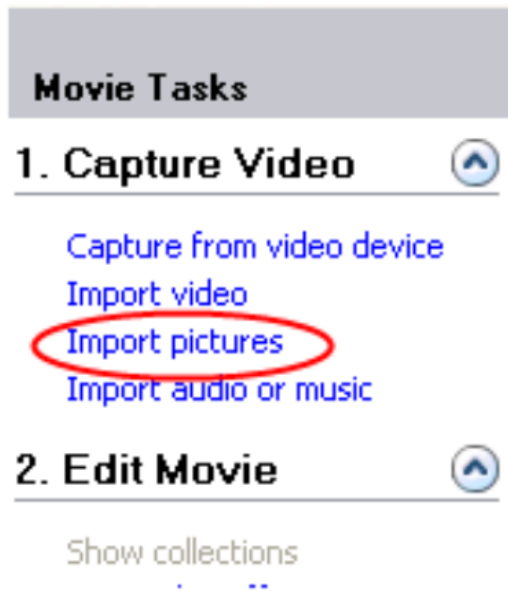 Movie Tasks
1. Capture Video
Capture from video device
Import video
Import pictures
Import audio or music
2. Edit Movie
Show collections